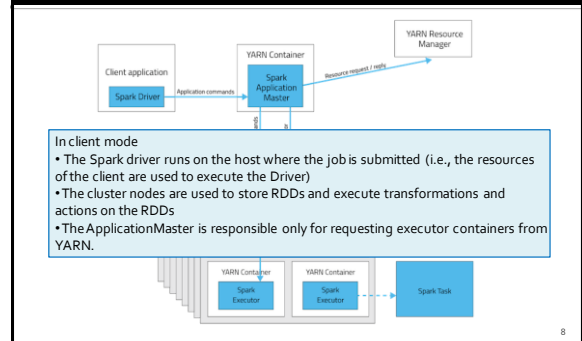 YARN Resource
Manager
YARN Container
Client application
Spark
Application
Master
Spark Driver
Application commands
Resource request / reply
In client mode
• The Spark driver runs on the host where the job is submitted (i.e., the resources
of the client are used to execute the Driver)
• The cluster nodes are used to store RDDs and execute transformations and
actions on the RDDs
• The ApplicationMaster is responsible only for requesting executor containers from
YARN.
YARN Container
YARN Container
Spark
Executor
Spark
Executor
Spark Task
8